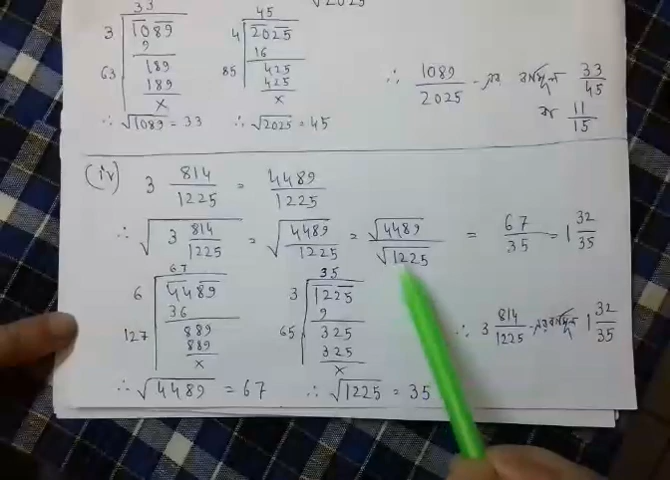 √2025
33
3 | 1089
9
63 | 189
189
x
∴ √1089 = 33
45
4 | 2025
16
85 | 425
425
x
∴ √2025 = 45
∴ 1089/2025 -এর বর্গমূল 33/45
বা 11/15
(iv) 3 814/1225 = 4489/1225
∴ √(3 814/1225) = √(4489/1225) = √4489/√1225 = 67/35 = 1 32/35
67
6 | 4489
36
127 | 889
889
x
∴ √4489 = 67
35
3 | 1225
9
65 | 325
325
x
∴ √1225 = 35
∴ 3 814/1225 -এর বর্গমূল 1 32/35